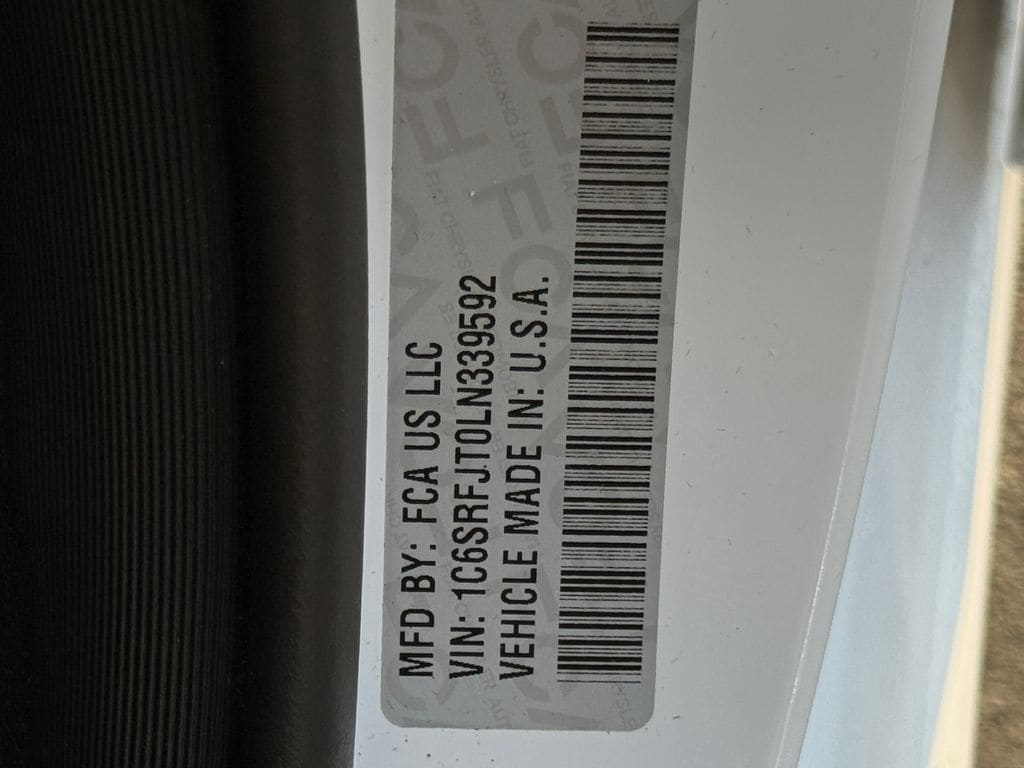 MFD BY: FCA US LLC
VIN: 1C6SRFJT0LN339592
VEHICLE MADE IN: U.S.A.